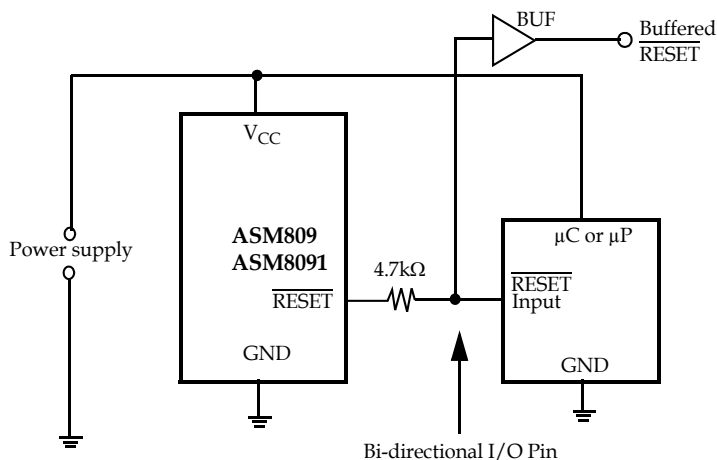 BUF
Buffered
RESET
VCC
Power supply
ASM809
ASM8091
4.7kΩ
RESET
GND
µC or µP
RESET
Input
GND
Bi-directional I/O Pin